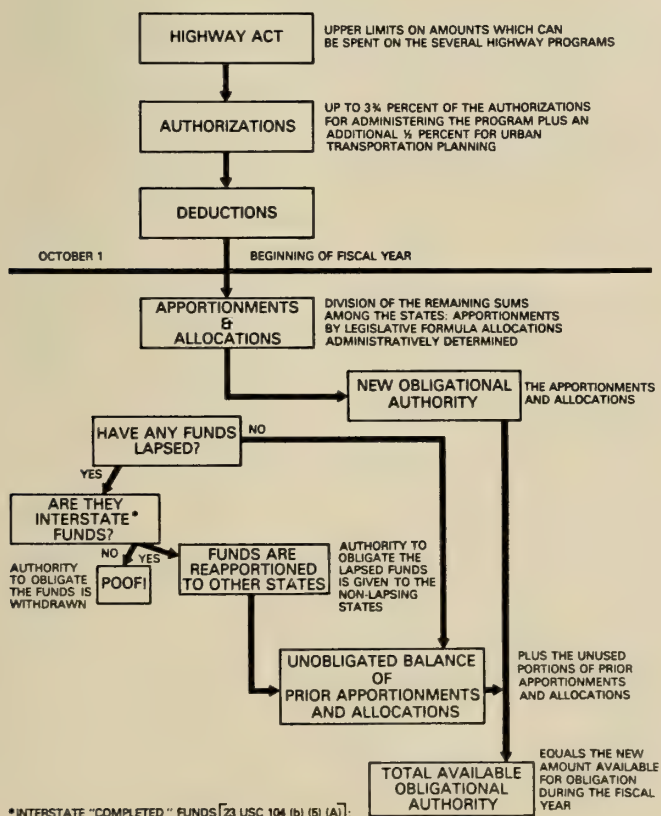 HIGHWAY ACT
UPPER LIMITS ON AMOUNTS WHICH CAN
BE SPENT ON THE SEVERAL HIGHWAY PROGRAMS
AUTHORIZATIONS
UP TO 3¾ PERCENT OF THE AUTHORIZATIONS
FOR ADMINISTERING THE PROGRAM PLUS AN
ADDITIONAL ½ PERCENT FOR URBAN
TRANSPORTATION PLANNING
DEDUCTIONS
OCTOBER 1
BEGINNING OF FISCAL YEAR
APPORTIONMENTS
&
ALLOCATIONS
DIVISION OF THE REMAINING SUMS
AMONG THE STATES: APPORTIONMENTS
BY LEGISLATIVE FORMULA ALLOCATIONS
ADMINISTRATIVELY DETERMINED
NEW OBLIGATIONAL
AUTHORITY
THE APPORTIONMENTS
AND ALLOCATIONS
HAVE ANY FUNDS
LAPSED?
NO
YES
ARE THEY
INTERSTATE*
FUNDS?
NO
YES
AUTHORITY
TO OBLIGATE
THE FUNDS IS
WITHDRAWN
POOF!
FUNDS ARE
REAPPORTIONED
TO OTHER STATES
AUTHORITY TO
OBLIGATE THE
LAPSED FUNDS
IS GIVEN TO THE
NON-LAPSING
STATES
UNOBLIGATED BALANCE
OF
PRIOR APPORTIONMENTS
AND ALLOCATIONS
PLUS THE UNUSED
PORTIONS OF PRIOR
APPORTIONMENTS
AND ALLOCATIONS
TOTAL AVAILABLE
OBLIGATIONAL
AUTHORITY
EQUALS THE NEW
AMOUNT AVAILABLE
FOR OBLIGATION
DURING THE FISCAL
YEAR
*INTERSTATE "COMPLETED" FUNDS [23 USC 104 (b) (5) (A)].